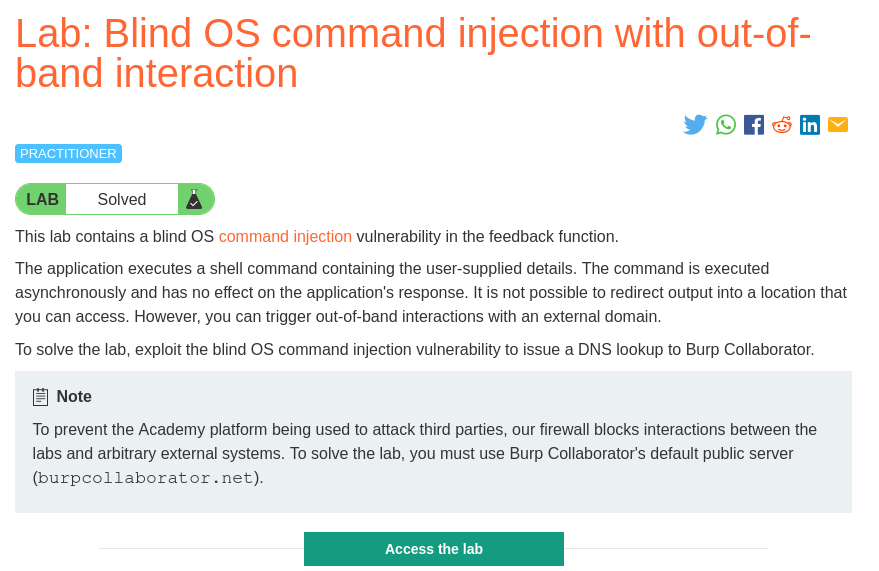 Lab: Blind OS command injection with out-of-
band interaction
PRACTITIONER
LAB Solved
This lab contains a blind OS command injection vulnerability in the feedback function.
The application executes a shell command containing the user-supplied details. The command is executed
asynchronously and has no effect on the application's response. It is not possible to redirect output into a location that
you can access. However, you can trigger out-of-band interactions with an external domain.
To solve the lab, exploit the blind OS command injection vulnerability to issue a DNS lookup to Burp Collaborator.
Note
To prevent the Academy platform being used to attack third parties, our firewall blocks interactions between the
labs and arbitrary external systems. To solve the lab, you must use Burp Collaborator's default public server
(burpcollaborator.net).
Access the lab